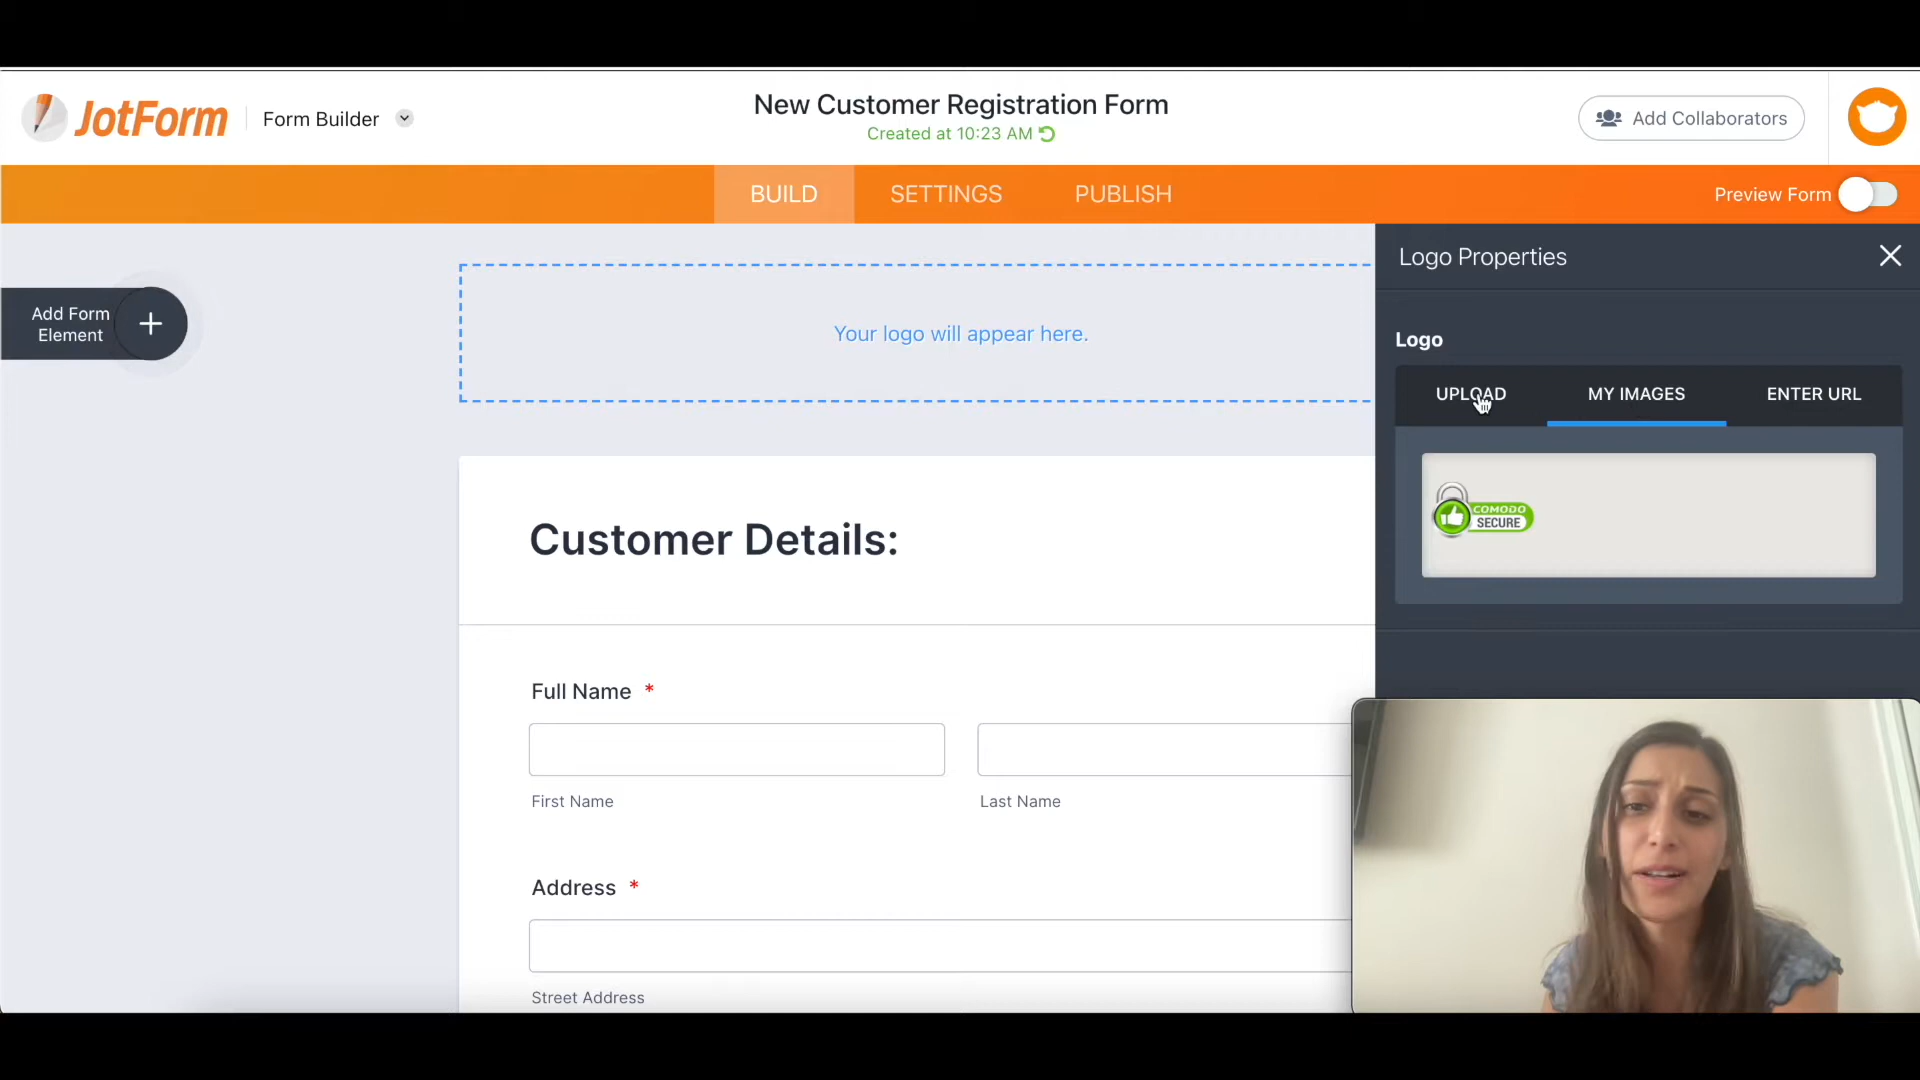 JotForm
Form Builder
New Customer Registration Form
Created at 10:23 AM
Add Collaborators
BUILD
SETTINGS
PUBLISH
Preview Form
Add Form
Element
Your logo will appear here.
Logo Properties
Logo
UPLOAD
MY IMAGES
ENTER URL
COMODO
SECURE
Customer Details:
Full Name *
First Name
Last Name
Address *
Street Address